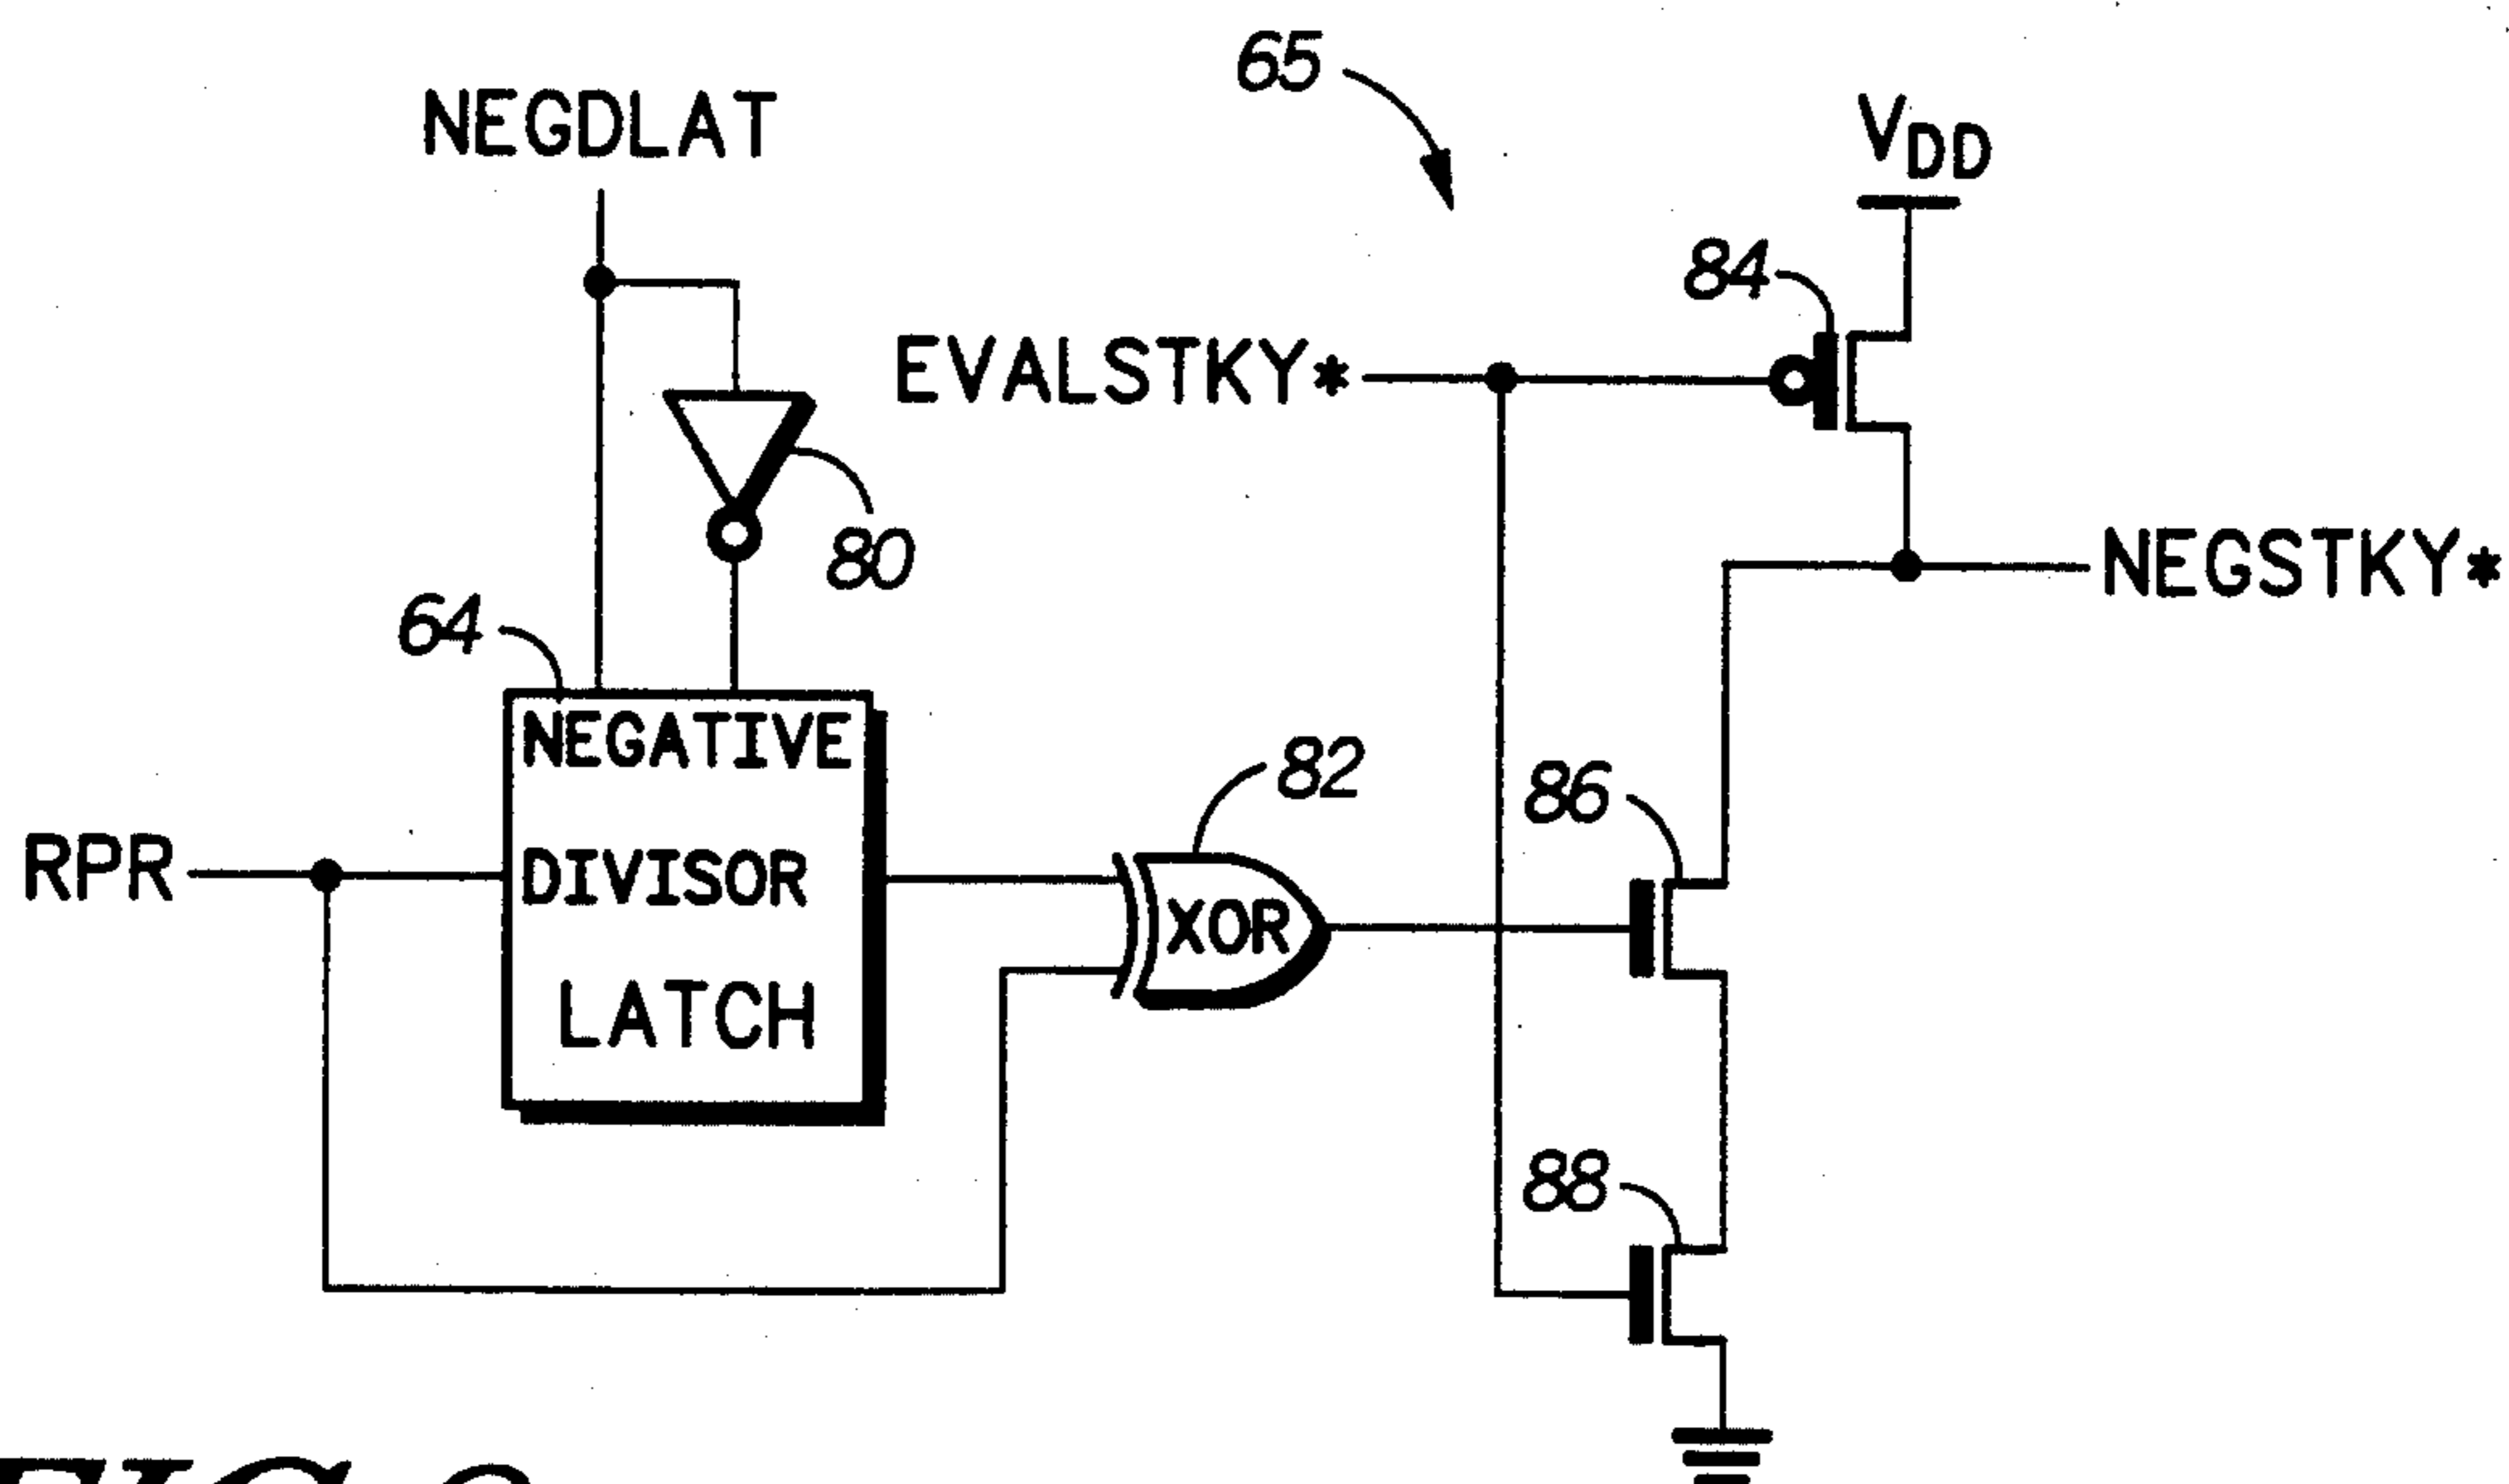 65
NEGDLAT
VDD
84
EVALSTKY*
80
NEGSTKY*
64
NEGATIVE
DIVISOR
LATCH
82
86
RPR
XOR
88